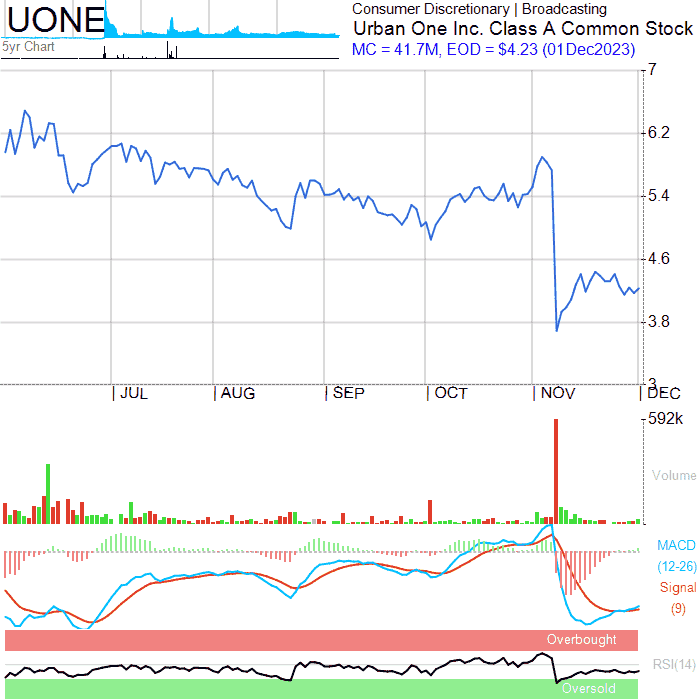 UONE
5yr Chart
Consumer Discretionary | Broadcasting
Urban One Inc. Class A Common Stock
MC = 41.7M, EOD = $4.23 (01Dec2023)
7
6.2
5.4
4.6
3.8
3
JUL AUG SEP OCT NOV DEC
592k
Volume
MACD
(12-26)
Signal
(9)
Overbought
RSI(14)
Oversold